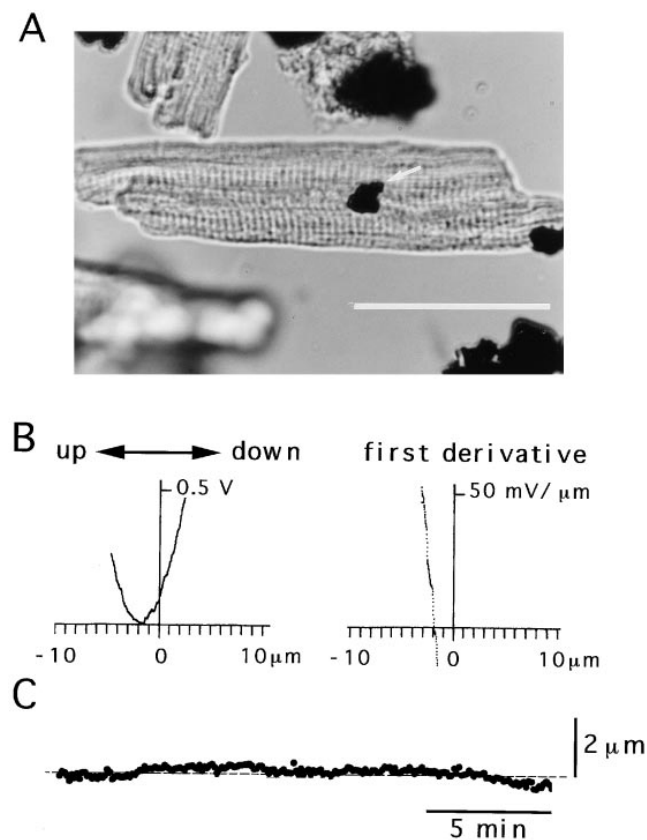 A
B
up down first derivative
0.5 V 50 mV/ μm
-10 0 10μm -10 0 10μm
C
2 μm
5 min